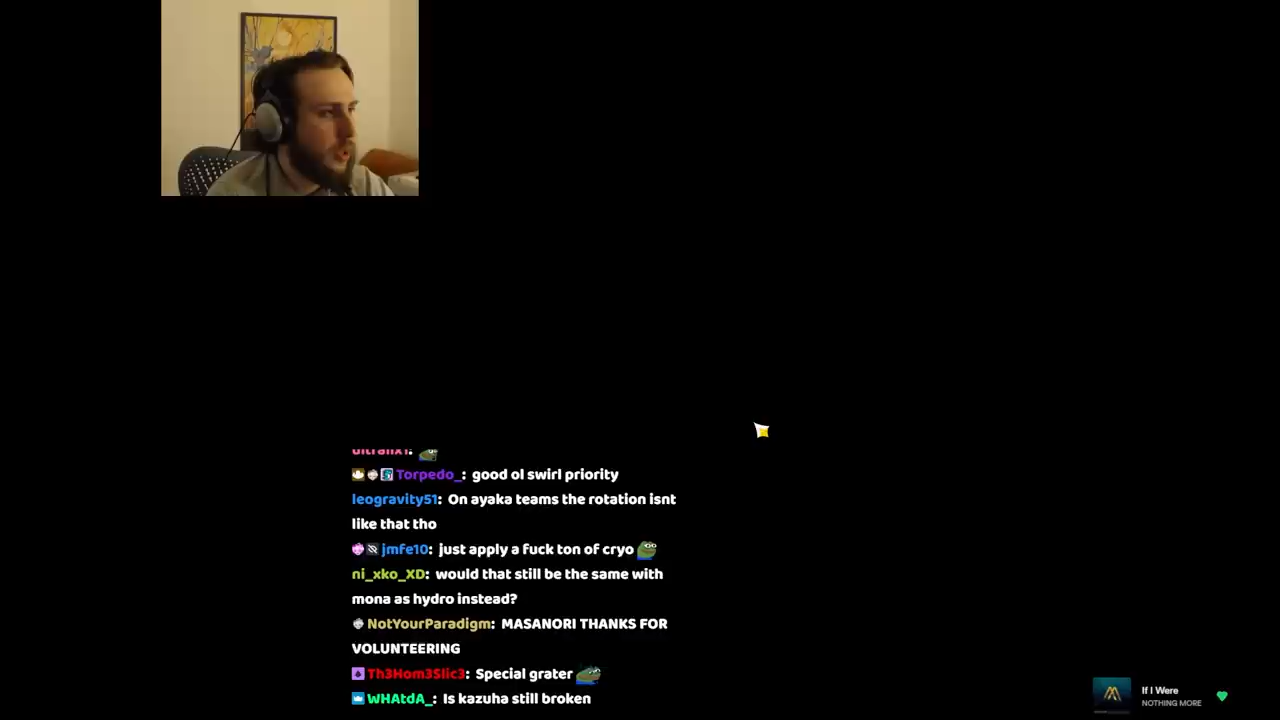 Torpedo_: good ol swirl priority
leogravity51: On ayaka teams the rotation isnt
like that tho
jmfe10: just apply a fuck ton of cryo
ni_xko_XD: would that still be the same with
mona as hydro instead?
NotYourParadigm: MASANORI THANKS FOR
VOLUNTEERING
Th3Hom3Slic3: Special grater
WHAtdA_: Is kazuha still broken
If I Were
NOTHING MORE